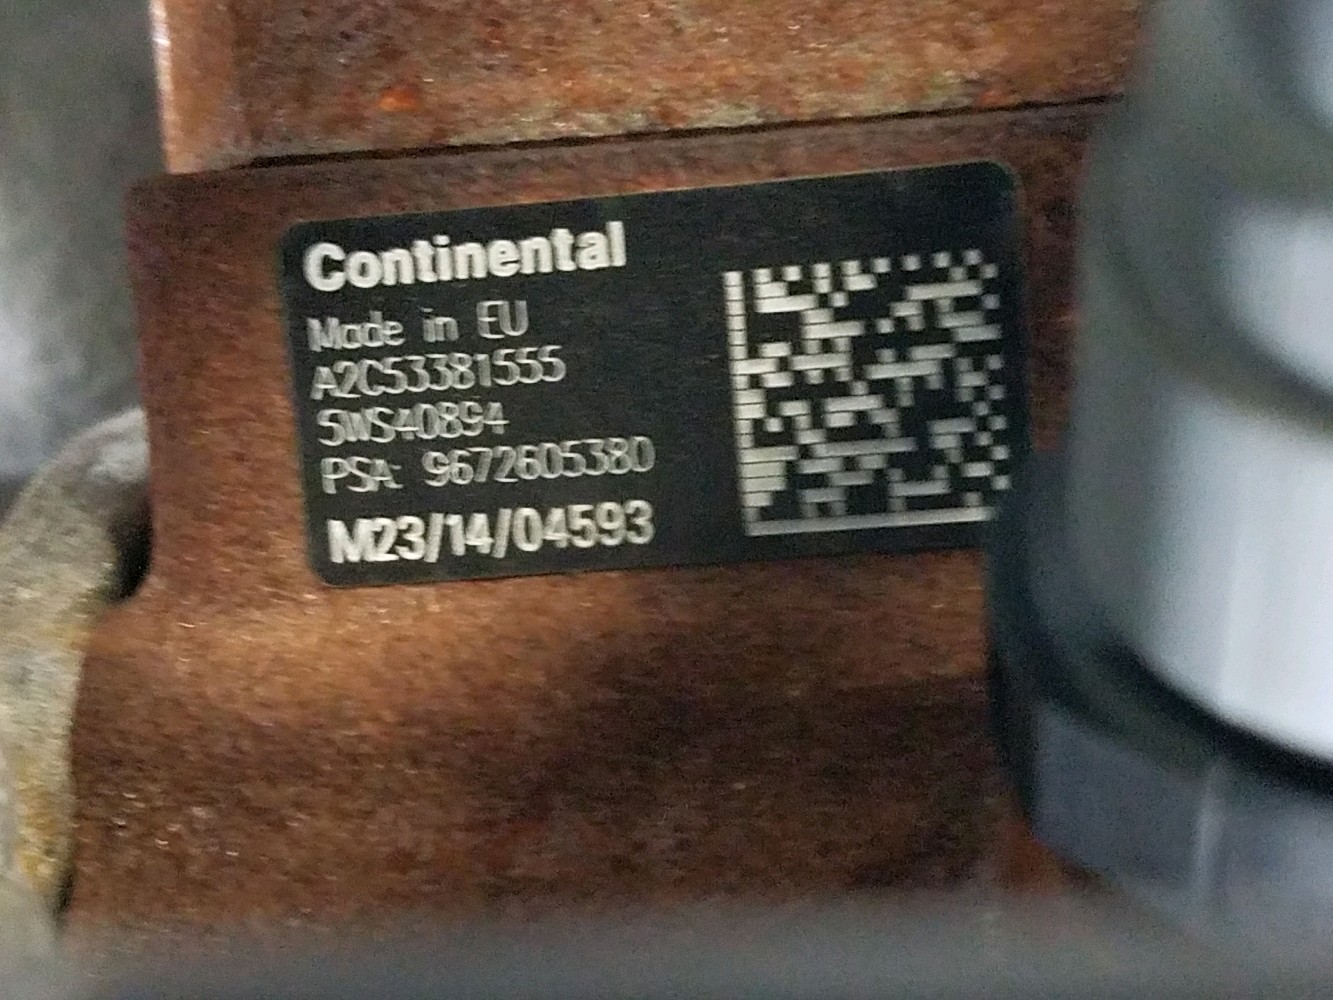 Continental
Made in EU
A2C53381555
5WS40894
PSA: 9672605380
M23/14/04593